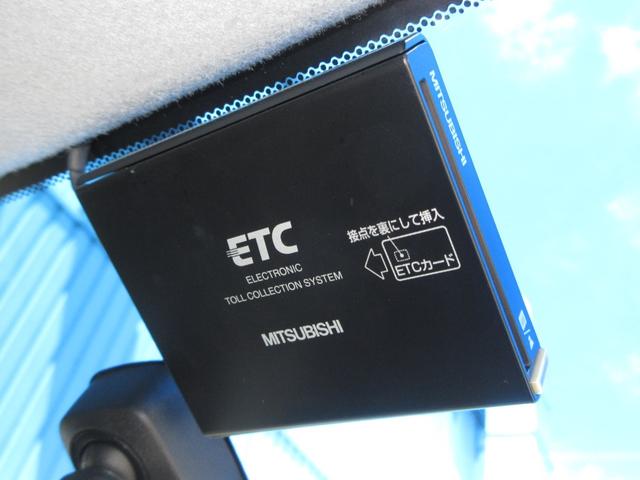 MITSUBISHI
ETC
ELECTRONIC
TOLL COLLECTION SYSTEM
MITSUBISHI
接点を裏にして挿入
ETCカード